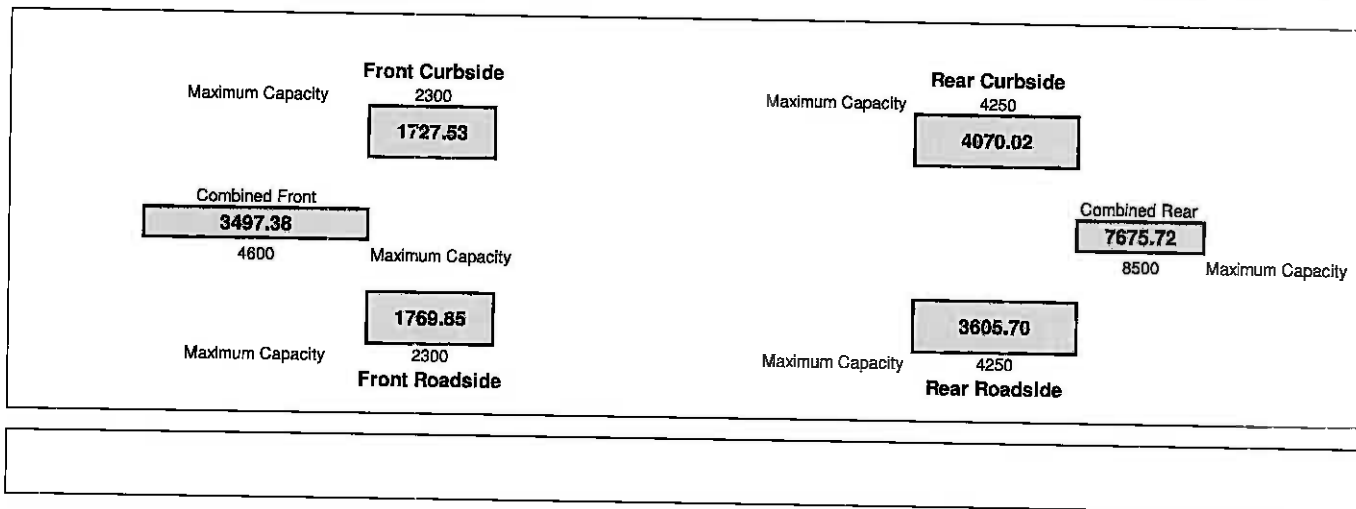 Front Curbside
Maximum Capacity 2300
1727.53
Rear Curbside
Maximum Capacity 4250
4070.02
Combined Front
3497.38
4600 Maximum Capacity
Combined Rear
7675.72
8500 Maximum Capacity
1769.85
Maximum Capacity 2300
Front Roadside
3605.70
Maximum Capacity 4250
Rear Roadside